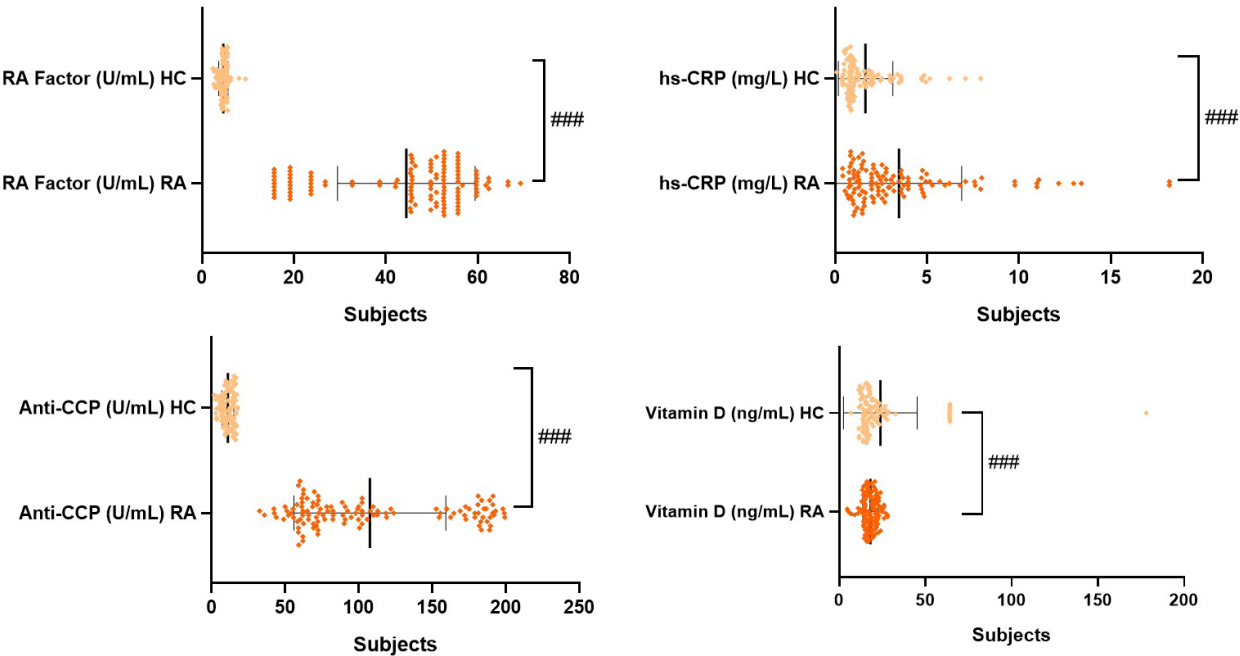 RA Factor (U/mL) HC
###
RA Factor (U/mL) RA
0 20 40 60 80
Subjects
hs-CRP (mg/L) HC
###
hs-CRP (mg/L) RA
0 5 10 15 20
Subjects
Anti-CCP (U/mL) HC
###
Anti-CCP (U/mL) RA
0 50 100 150 200 250
Subjects
Vitamin D (ng/mL) HC
###
Vitamin D (ng/mL) RA
0 50 100 150 200
Subjects